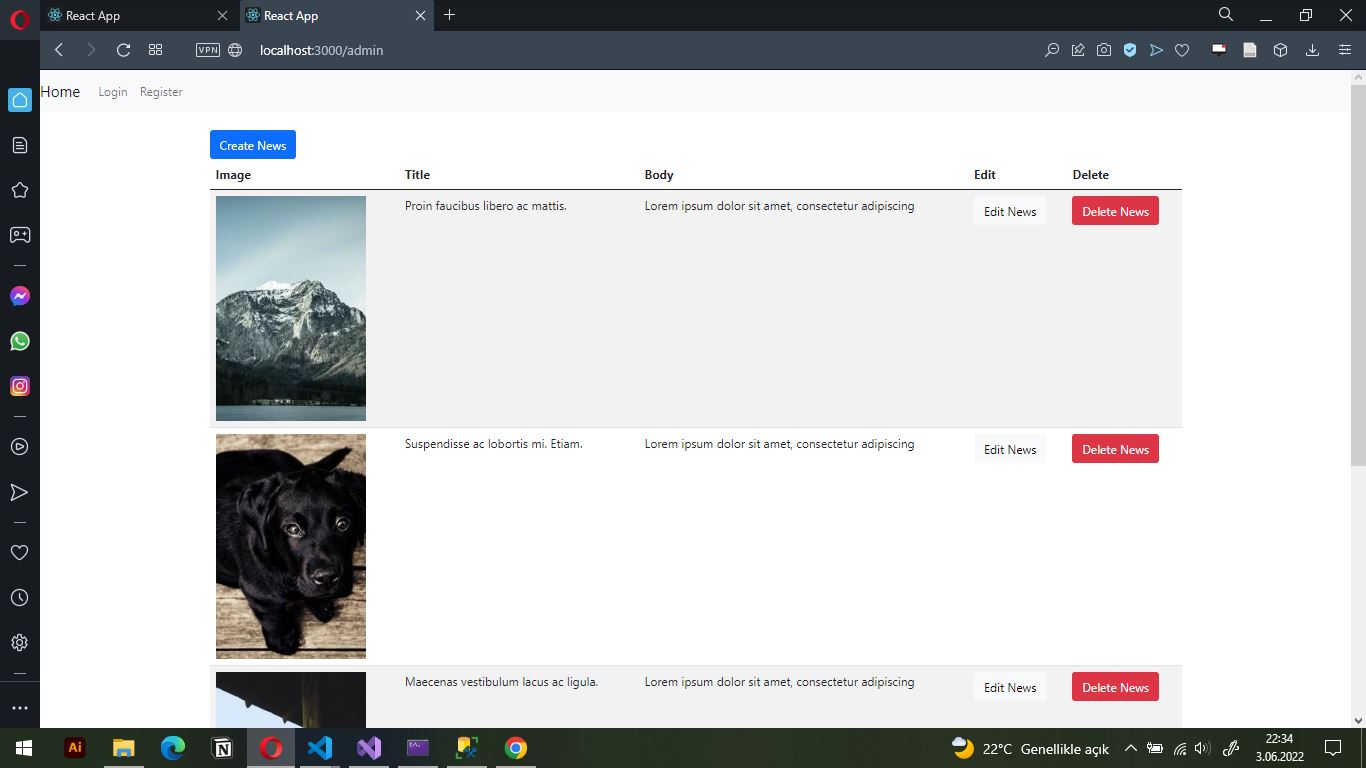 React App
React App
VPN
localhost:3000/admin
Home Login Register
Create News
Image Title Body Edit Delete
Proin faucibus libero ac mattis. Lorem ipsum dolor sit amet, consectetur adipiscing Edit News Delete News
Suspendisse ac lobortis mi. Etiam. Lorem ipsum dolor sit amet, consectetur adipiscing Edit News Delete News
Maecenas vestibulum lacus ac ligula. Lorem ipsum dolor sit amet, consectetur adipiscing Edit News Delete News
Ai
22°C Genellikle açık
22:34
3.06.2022